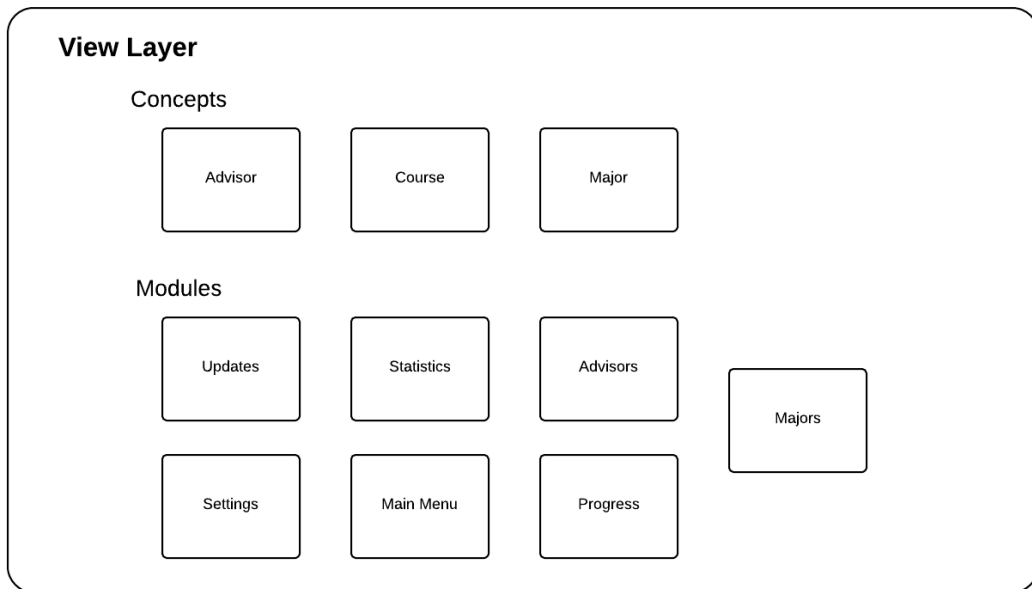 View Layer
Concepts
Advisor
Course
Major
Modules
Updates
Statistics
Advisors
Majors
Settings
Main Menu
Progress